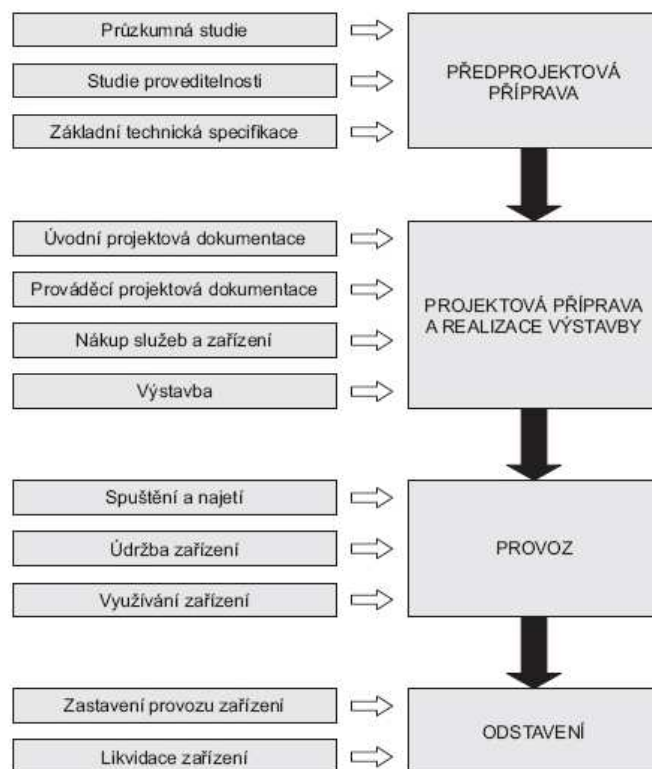 Průzkumná studie
Studie proveditelnosti
Základní technická specifikace
PŘEDPROJEKTOVÁ
PŘÍPRAVA
Úvodní projektová dokumentace
Prováděcí projektová dokumentace
Nákup služeb a zařízení
Výstavba
PROJEKTOVÁ PŘÍPRAVA
A REALIZACE VÝSTAVBY
Spuštění a najetí
Údržba zařízení
Využívání zařízení
PROVOZ
Zastavení provozu zařízení
Likvidace zařízení
ODSTAVENÍ